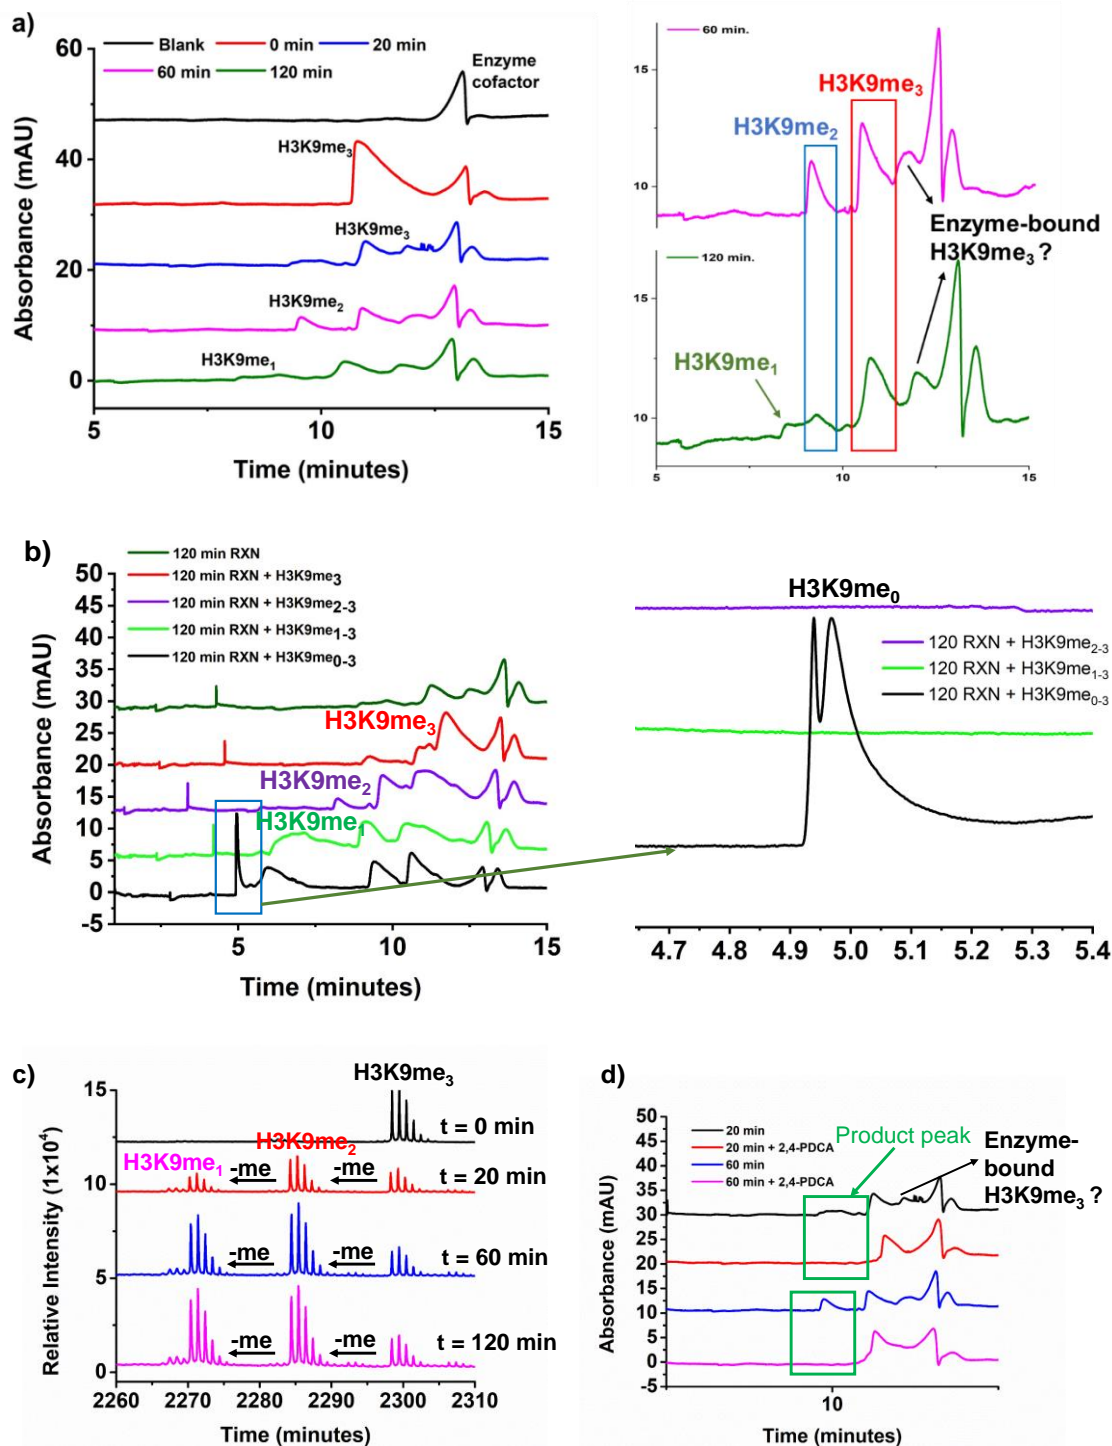 a)
Blank
0 min
20 min
60 min
120 min
Enzyme
cofactor
H3K9me3
H3K9me3
H3K9me2
H3K9me1
60
40
20
0
Absorbance (mAU)
5
10
15
Time (minutes)
60 min.
15
10
H3K9me3
H3K9me2
Enzyme-bound
H3K9me3 ?
120 min.
15
10
H3K9me1
5
10
15
b)
120 min RXN
120 min RXN + H3K9me3
120 min RXN + H3K9me2-3
120 min RXN + H3K9me1-3
120 min RXN + H3K9me0-3
50
45
40
35
30
25
20
15
10
5
0
-5
Absorbance (mAU)
H3K9me3
H3K9me2
H3K9me1
5
10
15
Time (minutes)
H3K9me0
120 RXN + H3K9me2-3
120 RXN + H3K9me1-3
120 RXN + H3K9me0-3
4.7 4.8 4.9 5.0 5.1 5.2 5.3 5.4
c)
H3K9me3
t = 0 min
H3K9me2
H3K9me1
-me
-me
t = 20 min
-me
-me
t = 60 min
-me
-me
t = 120 min
15
10
5
0
Relative Intensity (1x10⁴)
2260 2270 2280 2290 2300 2310
Time (minutes)
d)
20 min
20 min + 2,4-PDCA
60 min
60 min + 2,4-PDCA
Product peak
Enzyme-
bound
H3K9me3 ?
50
45
40
35
30
25
20
15
10
5
0
-5
Absorbance (mAU)
10
Time (minutes)